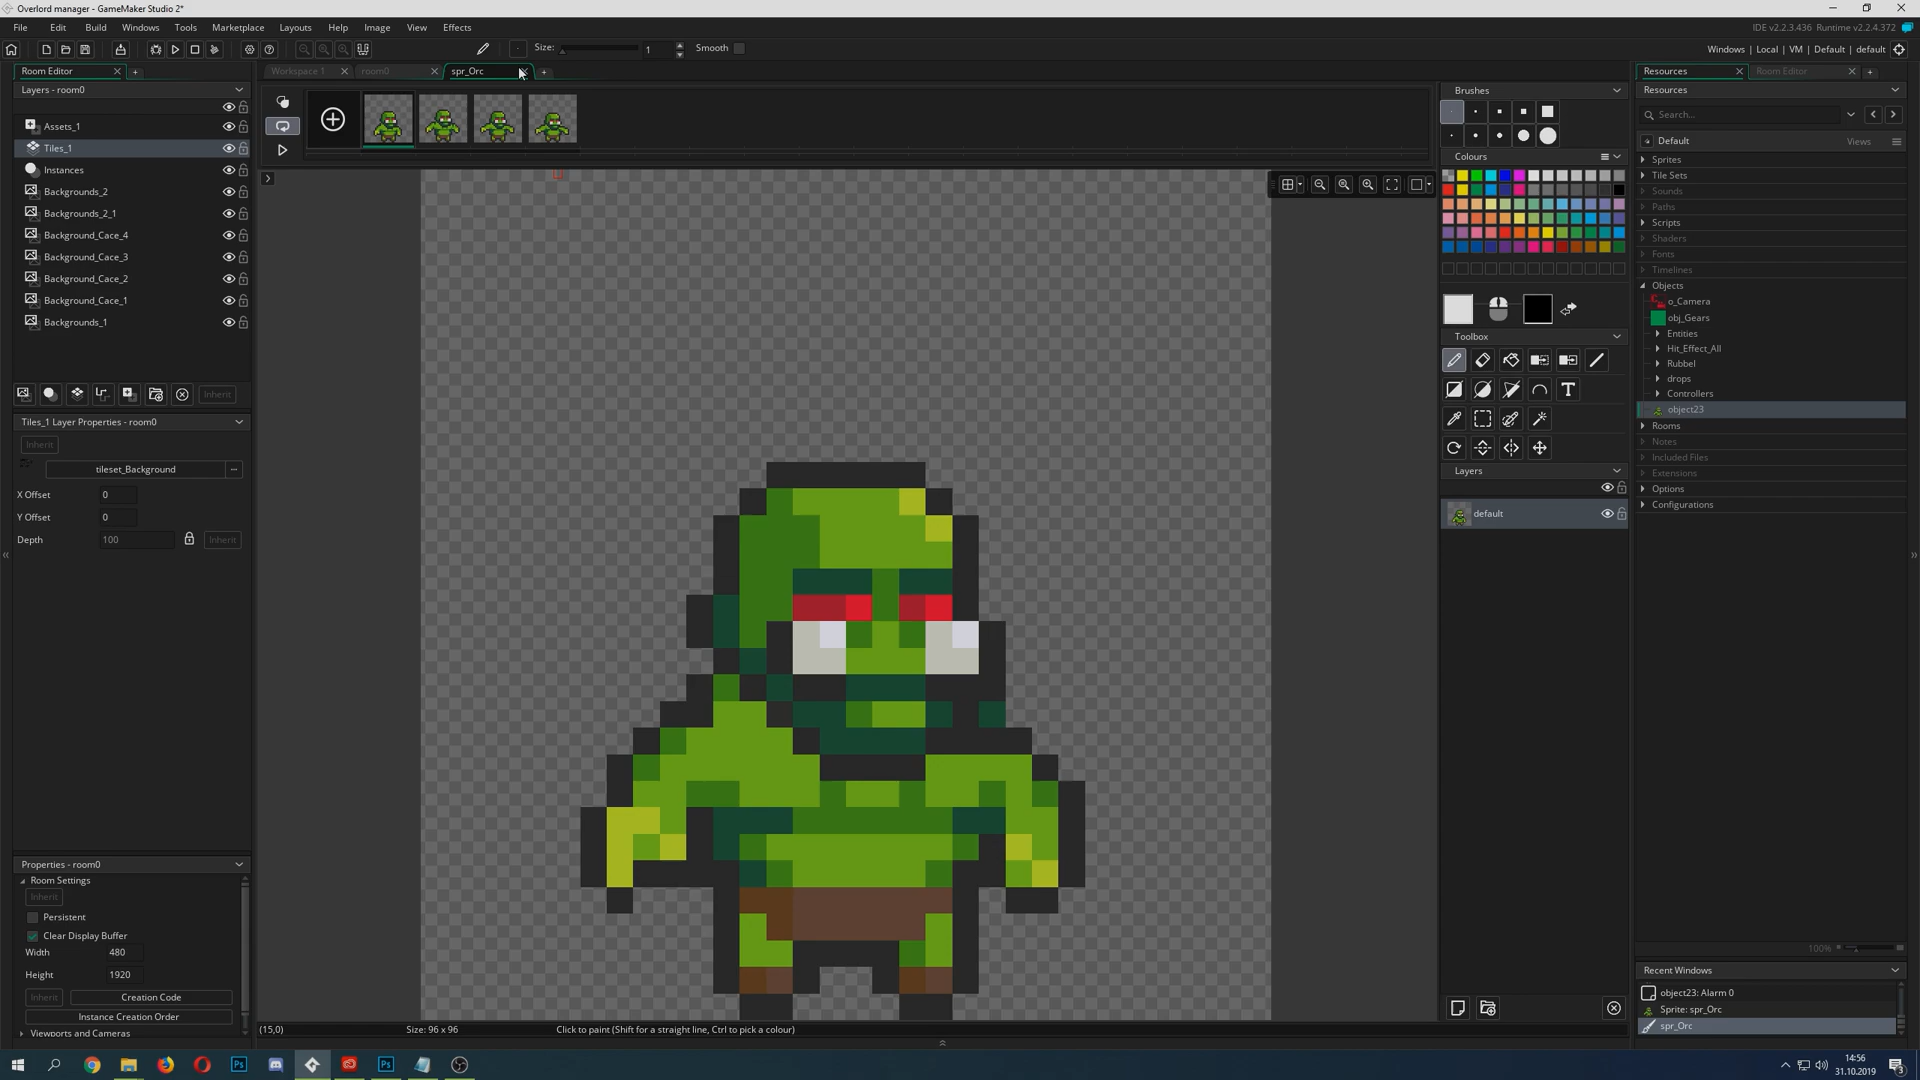 Overlord manager - GameMaker Studio 2*
File Edit Build Windows Tools Marketplace Layouts Help Image View Effects
IDE v2.2.3.436 Runtime v2.2.4.372
Size: 1 Smooth
Windows | Local | VM | Default | default
Room Editor
Workspace 1 room0 spr_Orc
Resources Room Editor
Layers - room0
Assets_1
Tiles_1
Instances
Backgrounds_2
Backgrounds_2_1
Background_Cace_4
Background_Cace_3
Background_Cace_2
Background_Cace_1
Backgrounds_1
Inherit
Tiles_1 Layer Properties - room0
Inherit
tileset_Background ...
X Offset 0
Y Offset 0
Depth 100 Inherit
Properties - room0
Room Settings
Inherit
Persistent
Clear Display Buffer
Width 480
Height 1920
Inherit Creation Code
Instance Creation Order
Viewports and Cameras
(15,0) Size: 96 x 96 Click to paint (Shift for a straight line, Ctrl to pick a colour)
Brushes
Colours
Toolbox
T
Layers
default
Resources
Search...
Default Views
Sprites
Tile Sets
Sounds
Paths
Scripts
Shaders
Fonts
Timelines
Objects
o_Camera
obj_Gears
Entities
Hit_Effect_All
Rubbel
drops
Controllers
object23
Rooms
Notes
Included Files
Extensions
Options
Configurations
100%
Recent Windows
object23: Alarm 0
Sprite: spr_Orc
spr_Orc
Ps
Ps
14:56
31.10.2019
3